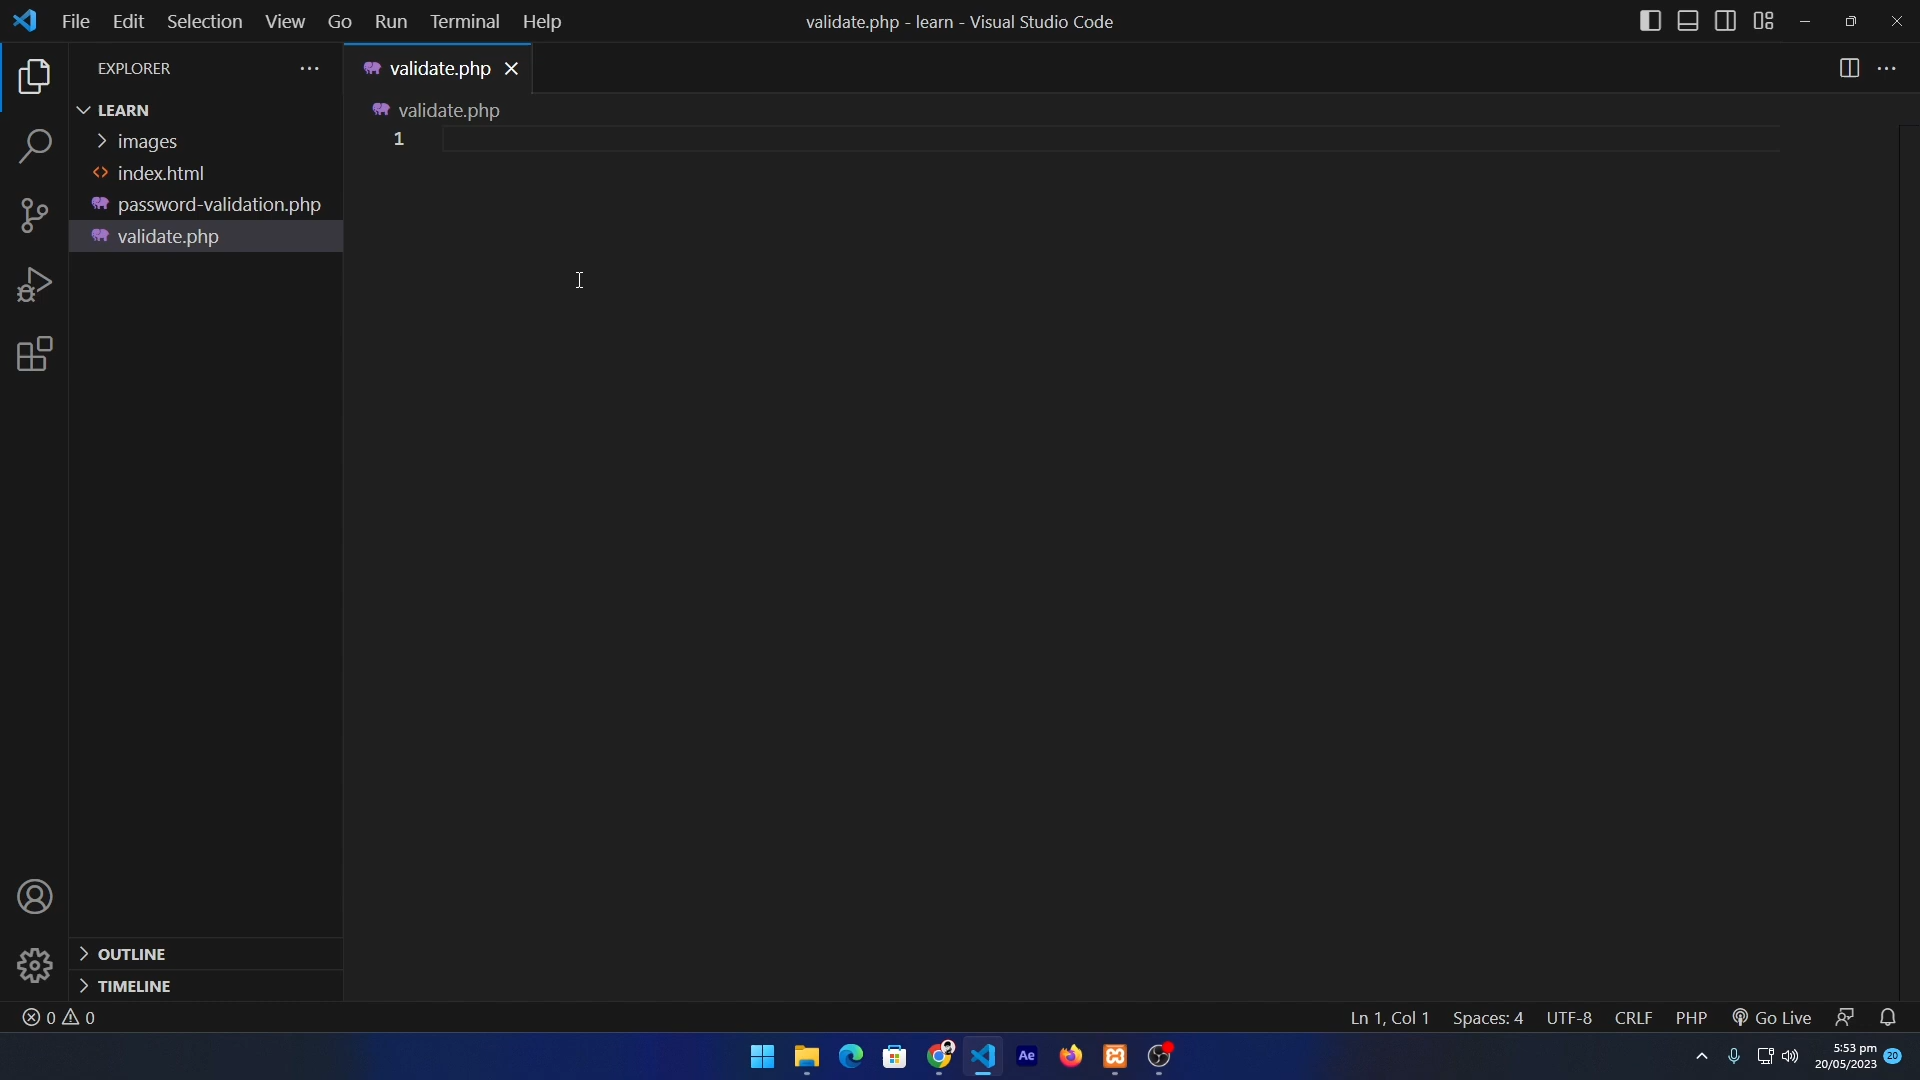 File Edit Selection View Go Run Terminal Help
validate.php - learn - Visual Studio Code
EXPLORER
validate.php
LEARN
validate.php
images
1
index.html
password-validation.php
validate.php
OUTLINE
TIMELINE
0 0
Ln 1, Col 1 Spaces: 4 UTF-8 CRLF PHP Go Live
Ae
5:53 pm
20/05/2023
20